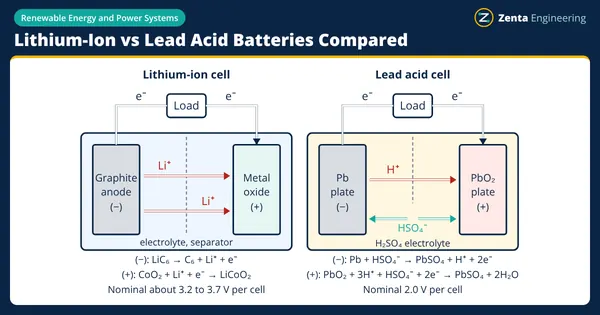 Renewable Energy and Power Systems
Zenta Engineering
Lithium-Ion vs Lead Acid Batteries Compared
Lithium-ion cell
e⁻ Load e⁻
Graphite anode (−)
Li⁺
Li⁺
Metal oxide (+)
electrolyte, separator
(−): LiC₆ → C₆ + Li⁺ + e⁻
(+): CoO₂ + Li⁺ + e⁻ → LiCoO₂
Nominal about 3.2 to 3.7 V per cell
Lead acid cell
e⁻ Load e⁻
Pb plate (−)
H⁺
HSO₄⁻
PbO₂ plate (+)
H₂SO₄ electrolyte
(−): Pb + HSO₄⁻ → PbSO₄ + H⁺ + 2e⁻
(+): PbO₂ + 3H⁺ + HSO₄⁻ + 2e⁻ → PbSO₄ + 2H₂O
Nominal 2.0 V per cell